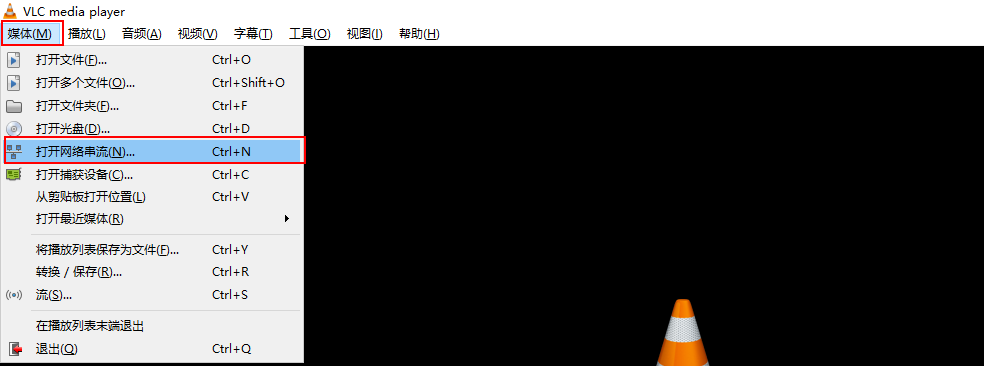 VLC media player
媒体(M) 播放(L) 音频(A) 视频(V) 字幕(T) 工具(O) 视图(I) 帮助(H)
打开文件(F)... Ctrl+O
打开多个文件(O)... Ctrl+Shift+O
打开文件夹(F)... Ctrl+F
打开光盘(D)... Ctrl+D
打开网络串流(N)... Ctrl+N
打开捕获设备(C)... Ctrl+C
从剪贴板打开位置(L) Ctrl+V
打开最近媒体(R)
将播放列表保存为文件(F)... Ctrl+Y
转换 / 保存(R)... Ctrl+R
流(S)... Ctrl+S
在播放列表末端退出
退出(Q) Ctrl+Q